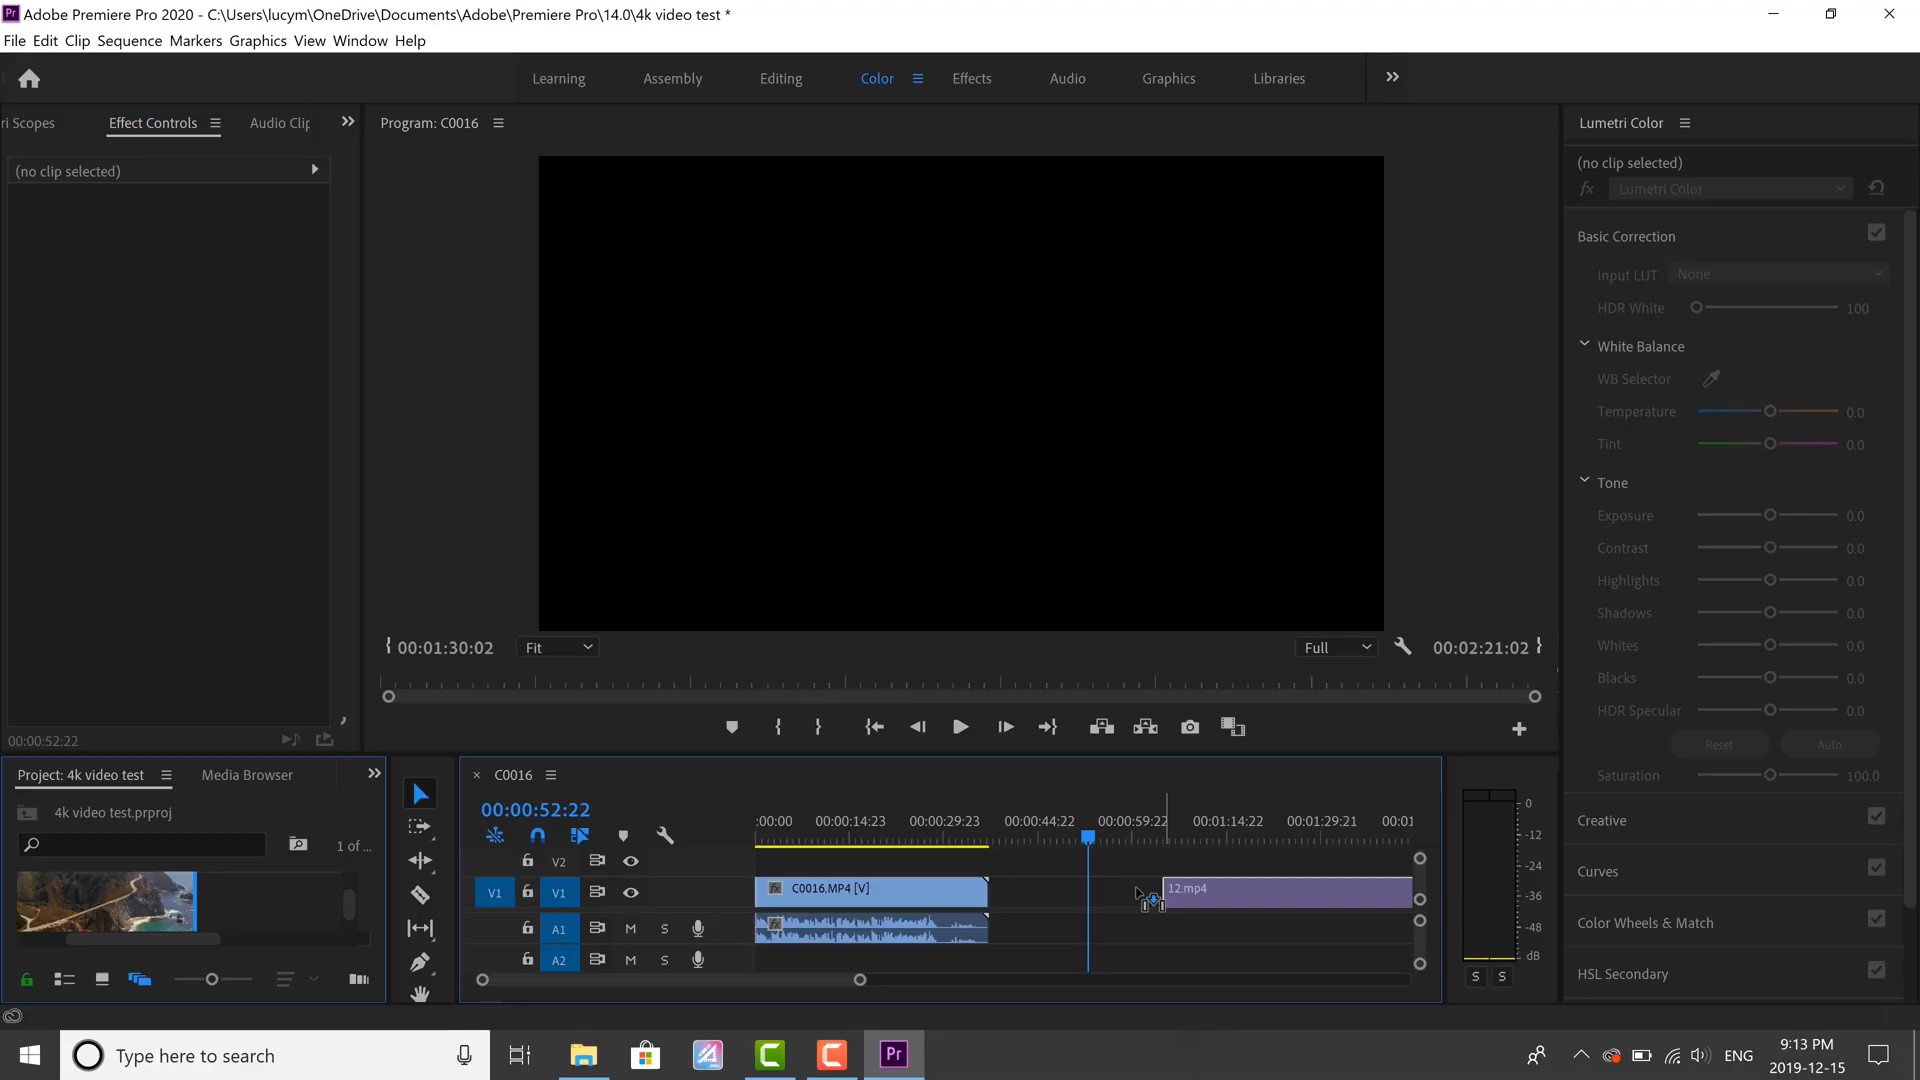 Adobe Premiere Pro 2020 - C:\Users\lucym\OneDrive\Documents\Adobe\Premiere Pro\14.0\4k video test *
File Edit Clip Sequence Markers Graphics View Window Help
Learning Assembly Editing Color Effects Audio Graphics Libraries
ri Scopes Effect Controls Audio Clip Program: C0016 Lumetri Color
(no clip selected)
(no clip selected)
fx Lumetri Color
Basic Correction
Input LUT None
HDR White 100
White Balance
WB Selector
Temperature 0.0
Tint 0.0
Tone
Exposure 0.0
Contrast 0.0
Highlights 0.0
Shadows 0.0
Whites 0.0
Blacks 0.0
HDR Specular 0.0
Reset Auto
Saturation 100.0
Creative
Curves
Color Wheels & Match
HSL Secondary
00:01:30:02 Fit Full 00:02:21:02
00:00:52:22
Project: 4k video test Media Browser
4k video test.prproj
1 of ...
× C0016
00:00:52:22
:00:00 00:00:14:23 00:00:29:23 00:00:44:22 00:00:59:22 00:01:14:22 00:01:29:21 00:01
V2
V1 V1 fx C0016.MP4 [V] 12.mp4
A1 M S fx
A2 M S
0
-12
-24
-36
-48
dB
S S
Type here to search
Pr
ENG
9:13 PM
2019-12-15